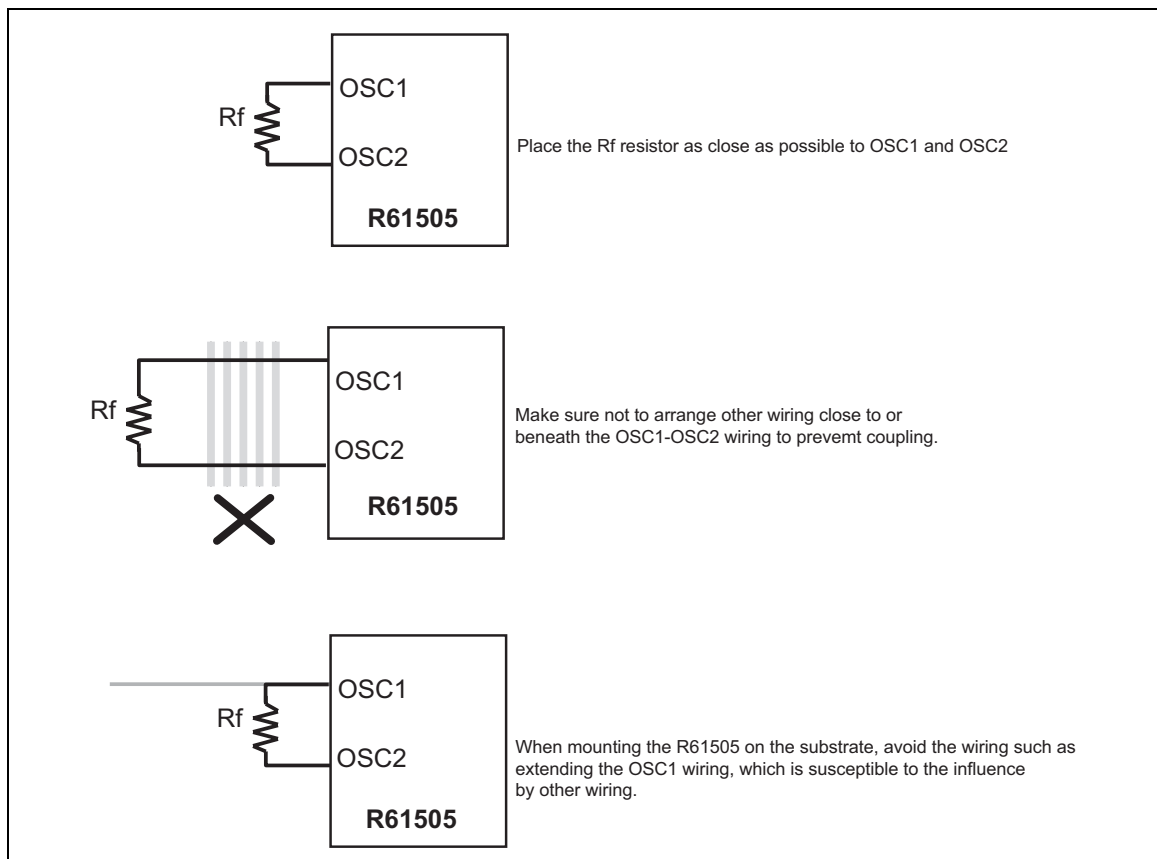 OSC1
Rf
OSC2
R61505
Place the Rf resistor as close as possible to OSC1 and OSC2
OSC1
Rf
OSC2
R61505
Make sure not to arrange other wiring close to or
beneath the OSC1-OSC2 wiring to prevemt coupling.
OSC1
Rf
OSC2
R61505
When mounting the R61505 on the substrate, avoid the wiring such as
extending the OSC1 wiring, which is susceptible to the influence
by other wiring.